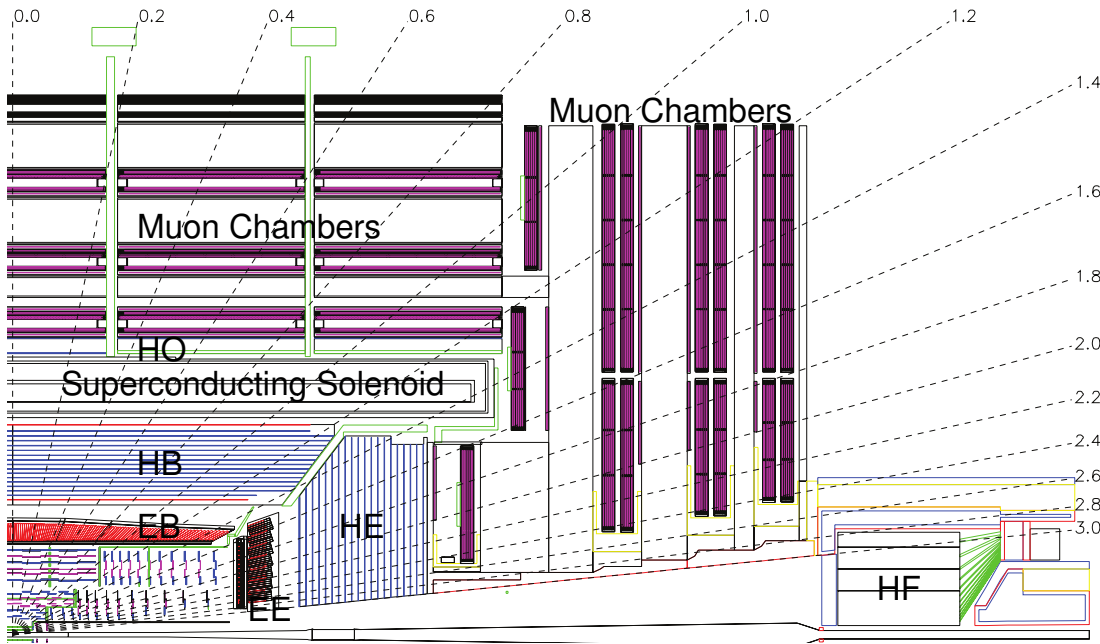 0.0 0.2 0.4 0.6 0.8 1.0 1.2
1.4
Muon Chambers
1.6
Muon Chambers
1.8
2.0
HO
Superconducting Solenoid
2.2
2.4
HB
2.6
2.8
EB HE
3.0
HF
EE